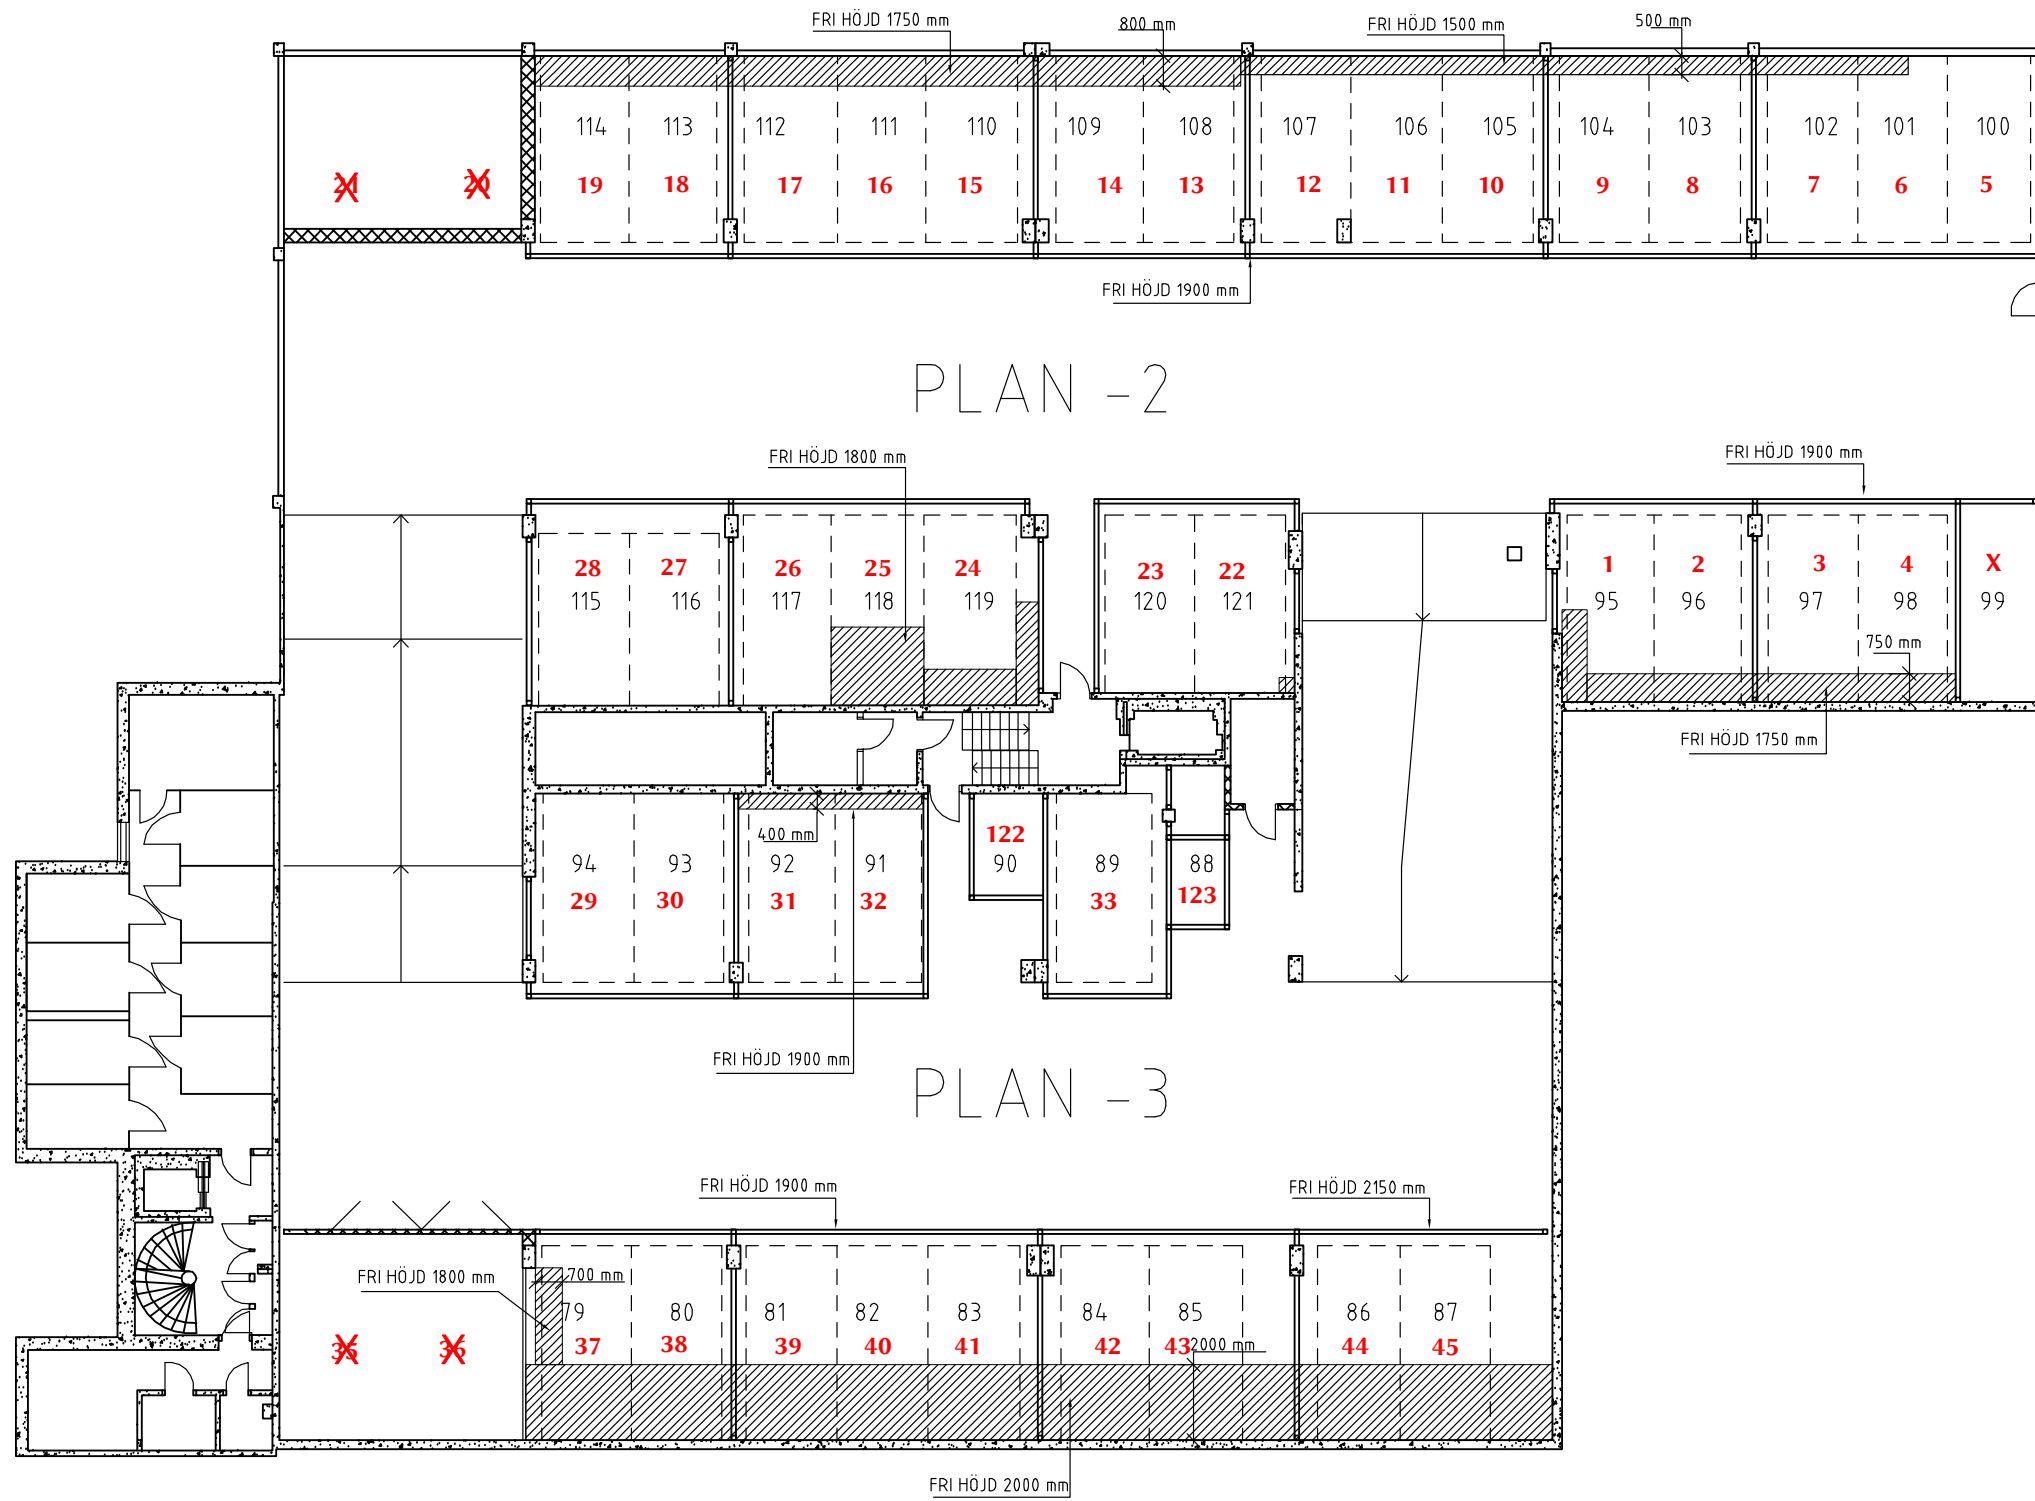 FRI HÖJD 1750 mm 800 mm FRI HÖJD 1500 mm 500 mm
114 113 112 111 110 109 108 107 106 105 104 103 102 101 100
21 20 19 18 17 16 15 14 13 12 11 10 9 8 7 6 5
X X
FRI HÖJD 1900 mm
PLAN -2
FRI HÖJD 1800 mm FRI HÖJD 1900 mm
28 27 26 25 24 23 22 1 2 3 4 X
115 116 117 118 119 120 121 95 96 97 98 99
750 mm
FRI HÖJD 1750 mm
400 mm 122
94 93 92 91 90 89 88
29 30 31 32 33 123
FRI HÖJD 1900 mm
PLAN -3
FRI HÖJD 1900 mm FRI HÖJD 2150 mm
FRI HÖJD 1800 mm 700 mm
79 80 81 82 83 84 85 86 87
35 36 37 38 39 40 41 42 43 44 45
X X
2000 mm
FRI HÖJD 2000 mm